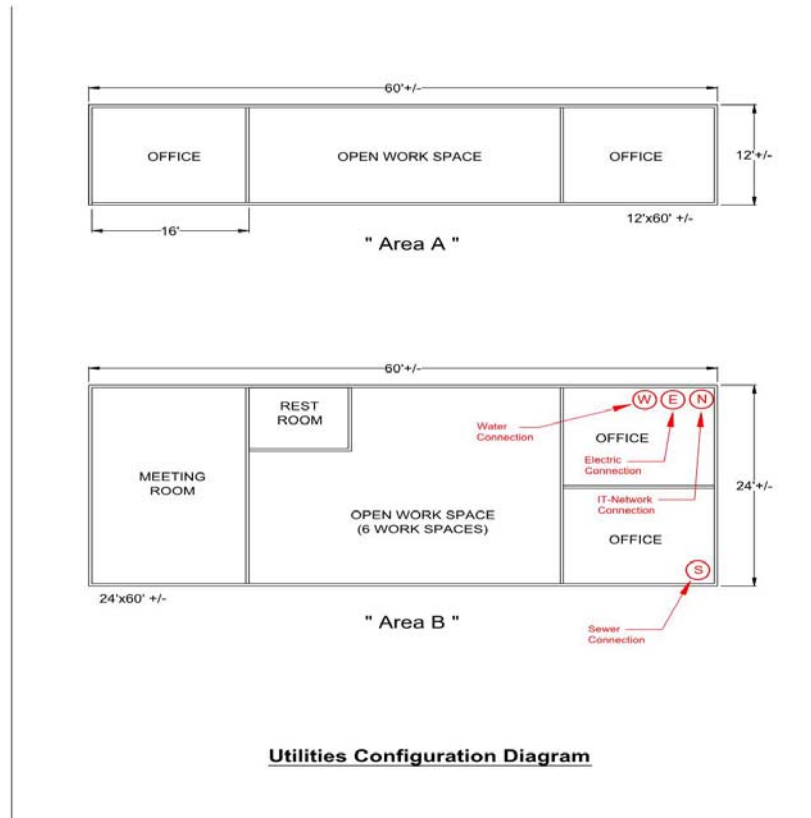 60'+/-
OFFICE
OPEN WORK SPACE
OFFICE
12'+/-
16'
12'x60' +/-
" Area A "
60'+/-
REST
ROOM
W
E
N
Water
Connection
OFFICE
Electric
Connection
MEETING
ROOM
24'+/-
IT-Network
Connection
OPEN WORK SPACE
(6 WORK SPACES)
OFFICE
S
24'x60' +/-
" Area B "
Sewer
Connection
Utilities Configuration Diagram